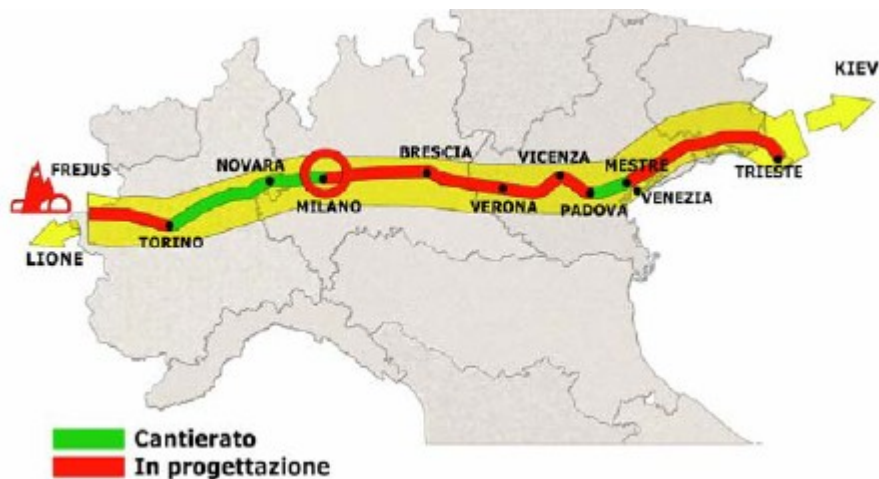 KIEV
FREJUS
NOVARA
BRESCIA
VICENZA
MESTRE
TRIESTE
MILANO
VERONA
PADOVA
VENEZIA
TORINO
LIONE
Cantierato
In progettazione